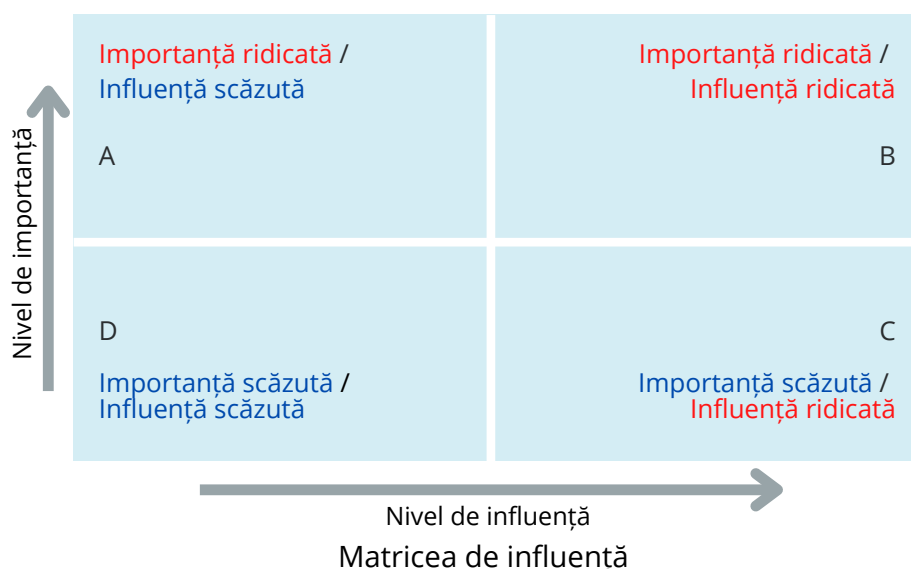 Importanță ridicată /
Influență scăzută
A
Importanță ridicată /
Influență ridicată
B
D
Importanță scăzută /
Influență scăzută
C
Importanță scăzută /
Influență ridicată
Nivel de importanță
Nivel de influență
Matricea de influentă